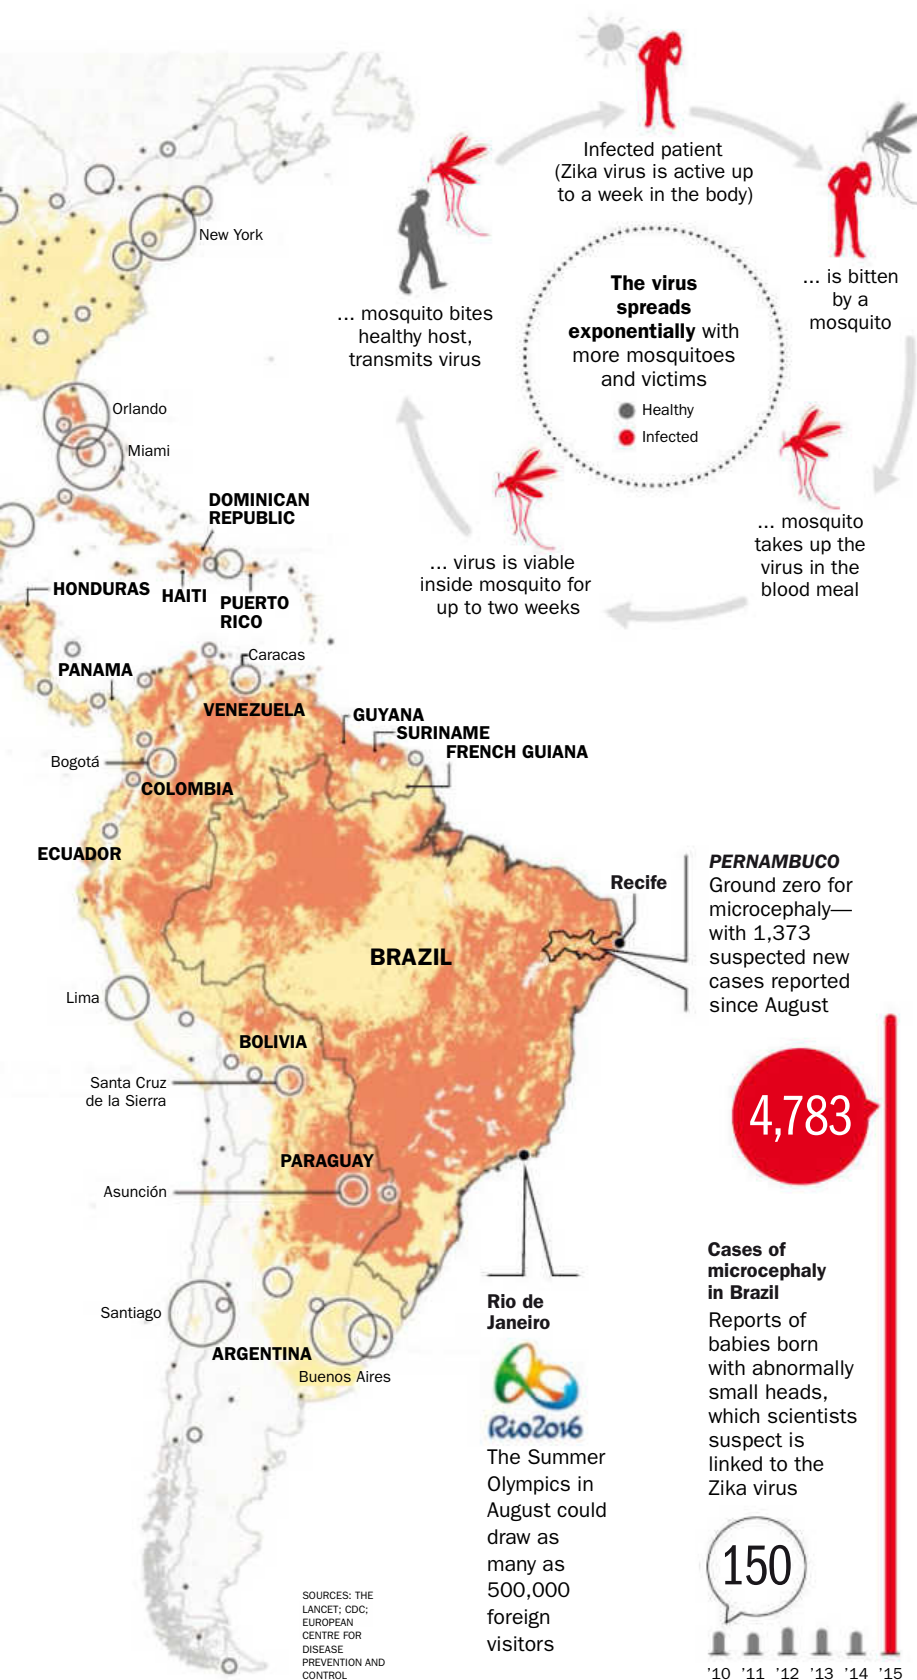 Infected patient
(Zika virus is active up
to a week in the body)
... is bitten
by a
mosquito
... mosquito
takes up the
virus in the
blood meal
... virus is viable
inside mosquito for
up to two weeks
... mosquito bites
healthy host,
transmits virus
The virus
spreads
exponentially with
more mosquitoes
and victims
Healthy
Infected
New York
Orlando
Miami
DOMINICAN
REPUBLIC
HONDURAS
HAITI
PUERTO
RICO
PANAMA
Caracas
VENEZUELA
GUYANA
SURINAME
FRENCH GUIANA
Bogotá
COLOMBIA
ECUADOR
Recife
BRAZIL
PERNAMBUCO
Ground zero for
microcephaly—
with 1,373
suspected new
cases reported
since August
Lima
BOLIVIA
Santa Cruz
de la Sierra
PARAGUAY
Asunción
Santiago
ARGENTINA
Buenos Aires
Rio de
Janeiro
Rio2016
The Summer
Olympics in
August could
draw as
many as
500,000
foreign
visitors
4,783
Cases of
microcephaly
in Brazil
Reports of
babies born
with abnormally
small heads,
which scientists
suspect is
linked to the
Zika virus
150
'10 '11 '12 '13 '14 '15
SOURCES: THE
LANCET; CDC;
EUROPEAN
CENTRE FOR
DISEASE
PREVENTION AND
CONTROL